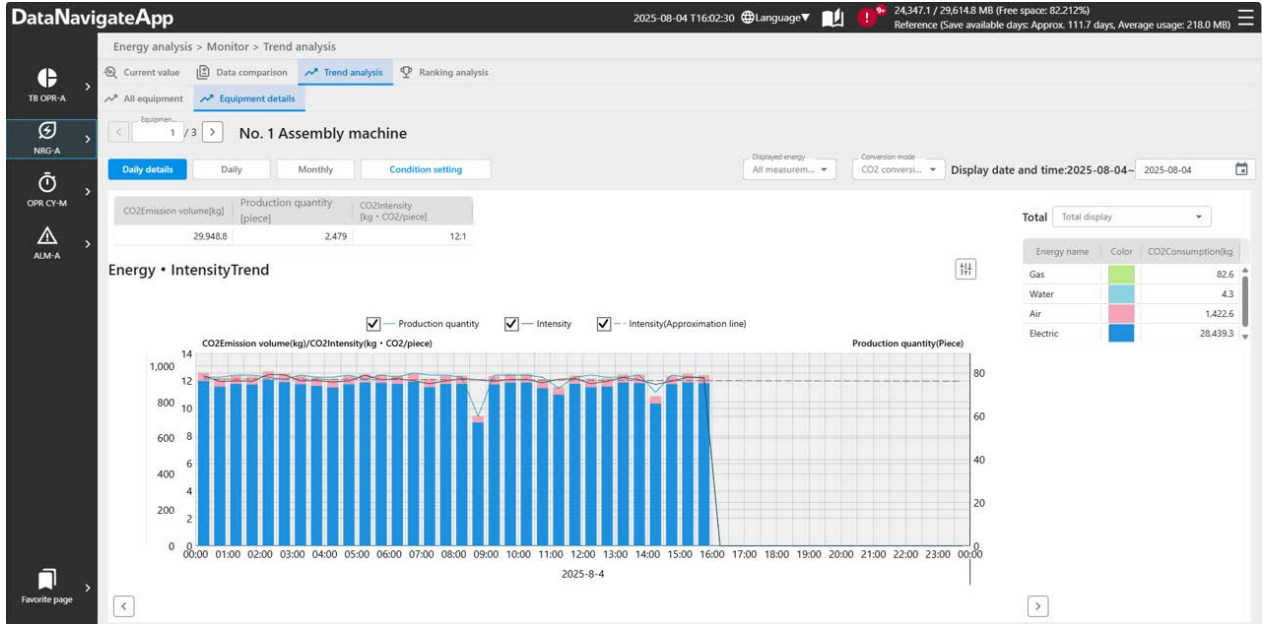 DataNavigateApp
2025-08-04 T16:02:30 Language▼
9+
24,347.1 / 29,614.8 MB (Free space: 82.212%)
Reference (Save available days: Approx. 111.7 days, Average usage: 218.0 MB)
TB OPR-A
NRG-A
OPR CY-M
ALM-A
Favorite page
Energy analysis > Monitor > Trend analysis
Current value Data comparison Trend analysis Ranking analysis
All equipment Equipment details
Equipmen...
1 / 3 No. 1 Assembly machine
Daily details Daily Monthly Condition setting
Displayed energy
All measurem...
Conversion mode
CO2 conversi...
Display date and time:2025-08-04~ 2025-08-04
CO2Emission volume[kg] Production quantity [piece] CO2Intensity [kg・CO2/piece]
29,948.8 2,479 12.1
Total Total display
Energy name Color CO2Consumption(kg
Gas 82.6
Water 4.3
Air 1,422.6
Electric 28,439.3
Energy・IntensityTrend
Production quantity Intensity Intensity(Approximation line)
CO2Emission volume(kg)/CO2Intensity(kg・CO2/piece) Production quantity(Piece)
1,000 14
12 80
800 10
60
600 8
6 40
400
4
200 20
2
0 0 0
00:00 01:00 02:00 03:00 04:00 05:00 06:00 07:00 08:00 09:00 10:00 11:00 12:00 13:00 14:00 15:00 16:00 17:00 18:00 19:00 20:00 21:00 22:00 23:00 00:00
2025-8-4